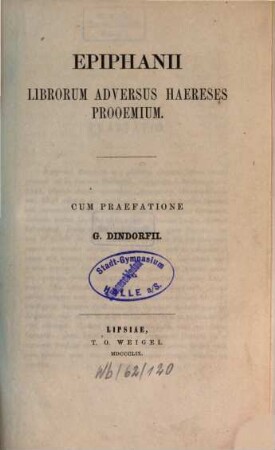 EPIPHANII
LIBRORUM ADVERSUS HAERESES
PROOEMIUM.
CUM PRAEFATIONE
G. DINDORFII.
Stadt-Gymnasium
HALLE a/S.
LIPSIAE,
T. O. WEIGEL.
MDCCCLIX.
Wb/62/120